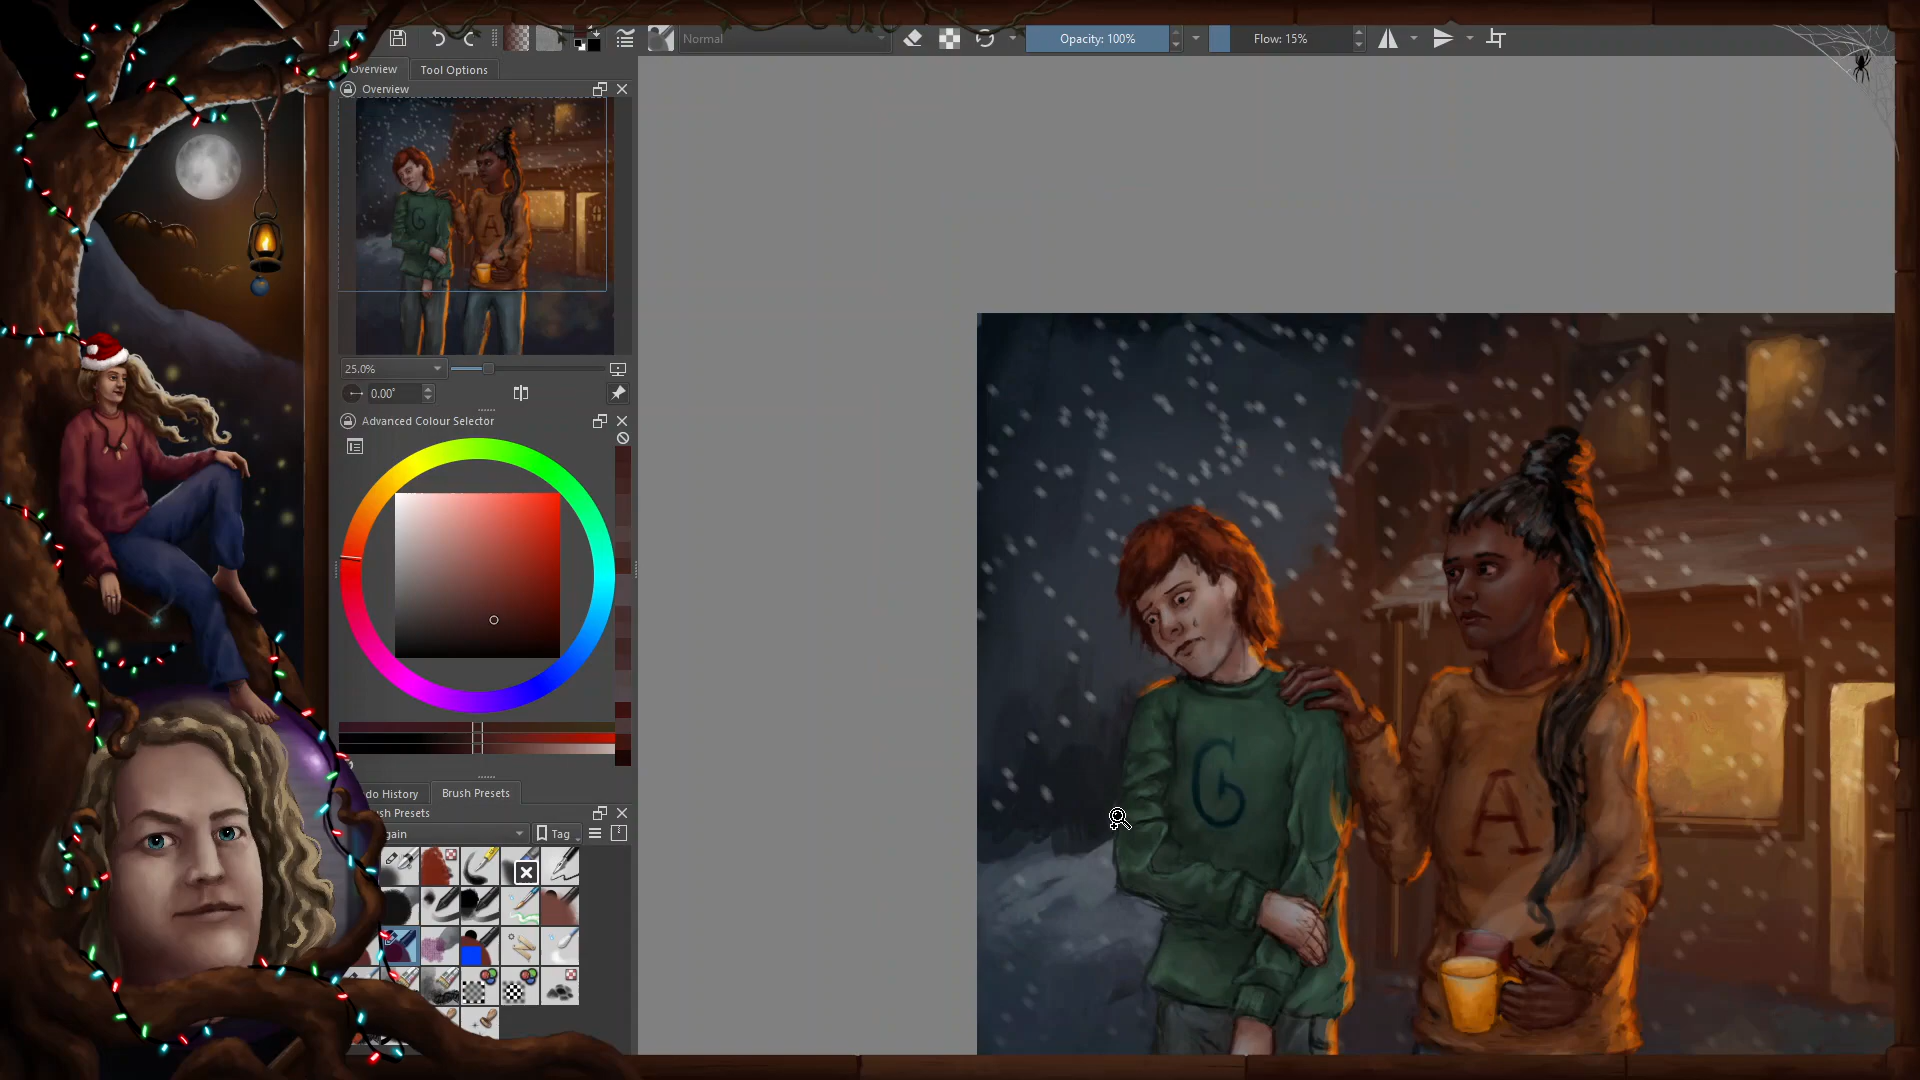 Normal
Opacity: 100%
Flow: 15%
Overview
Tool Options
Overview
25.0%
0.00°
Advanced Colour Selector
do History
Brush Presets
sh Presets
gain
Tag
G
A